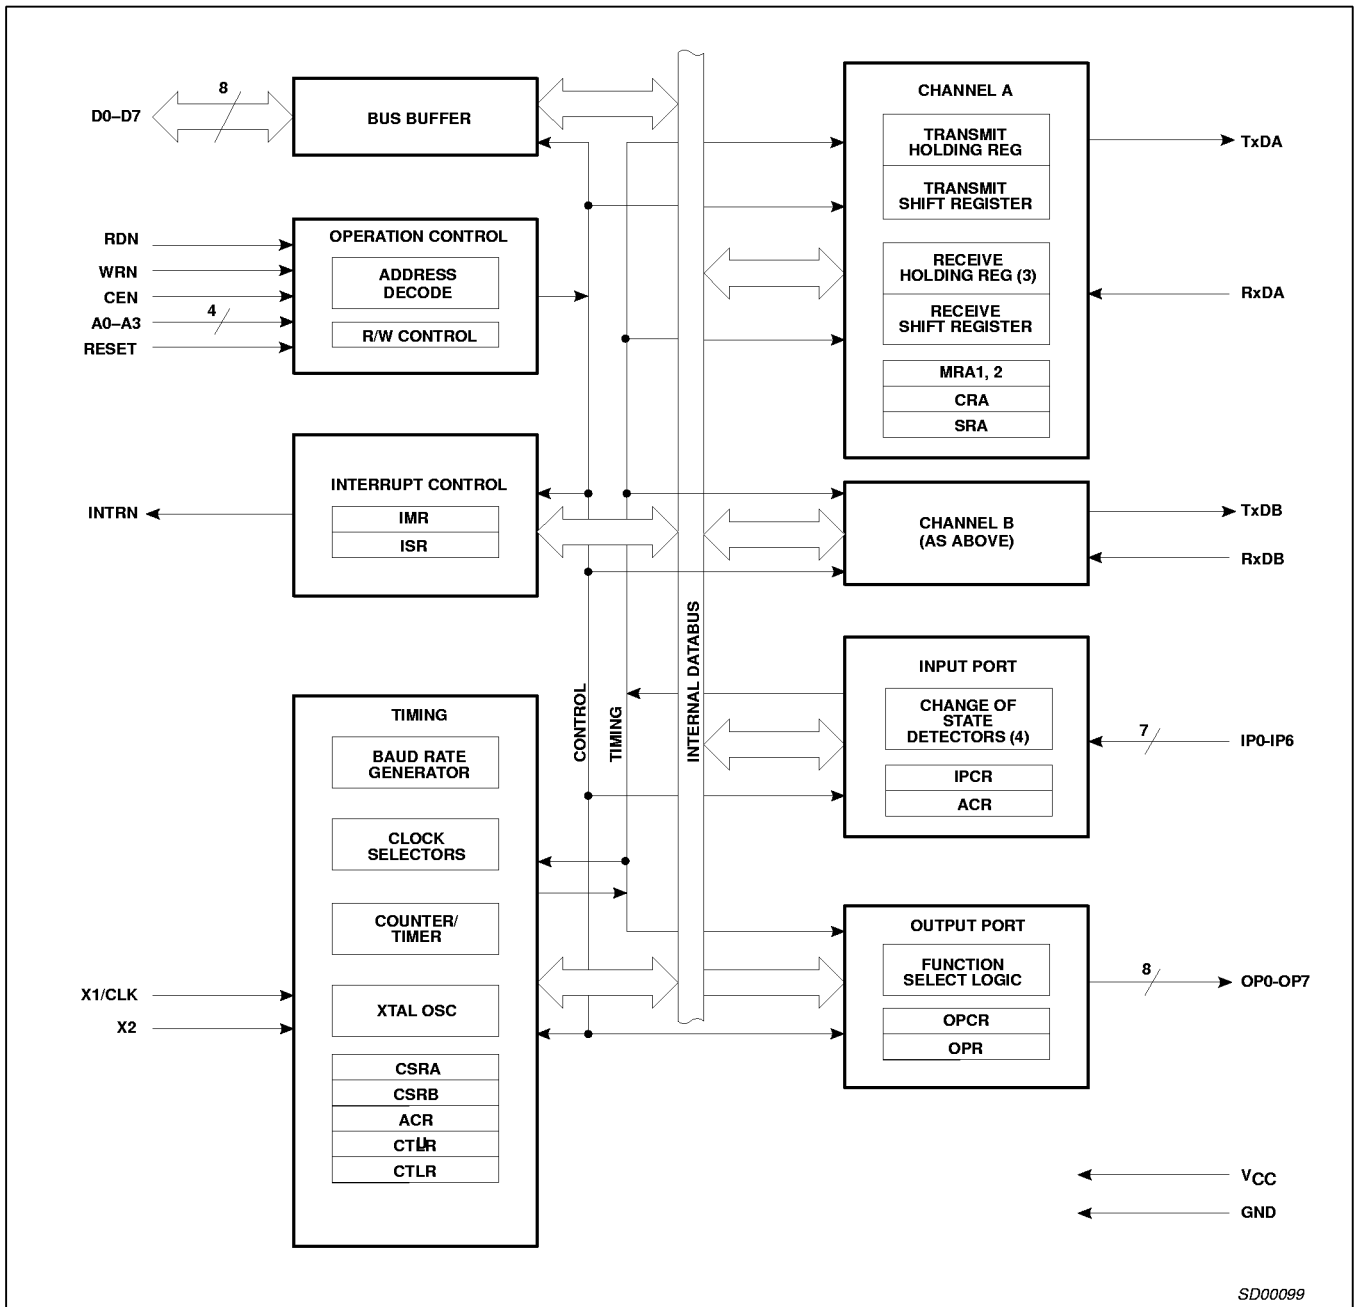 D0–D7
8
BUS BUFFER
RDN
WRN
CEN
A0–A3
4
RESET
OPERATION CONTROL
ADDRESS
DECODE
R/W CONTROL
INTRN
INTERRUPT CONTROL
IMR
ISR
TIMING
BAUD RATE
GENERATOR
CLOCK
SELECTORS
COUNTER/
TIMER
X1/CLK
X2
XTAL OSC
CSRA
CSRB
ACR
CTLR
CONTROL
TIMING
INTERNAL DATABUS
CHANNEL A
TRANSMIT
HOLDING REG
TRANSMIT
SHIFT REGISTER
RECEIVE
HOLDING REG (3)
RECEIVE
SHIFT REGISTER
MRA1, 2
CRA
SRA
TxDA
RxDA
CHANNEL B
(AS ABOVE)
TxDB
RxDB
INPUT PORT
CHANGE OF
STATE
DETECTORS (4)
IPCR
ACR
7
IP0-IP6
OUTPUT PORT
FUNCTION
SELECT LOGIC
OPCR
OPR
8
OP0-OP7
VCC
GND
SD00099